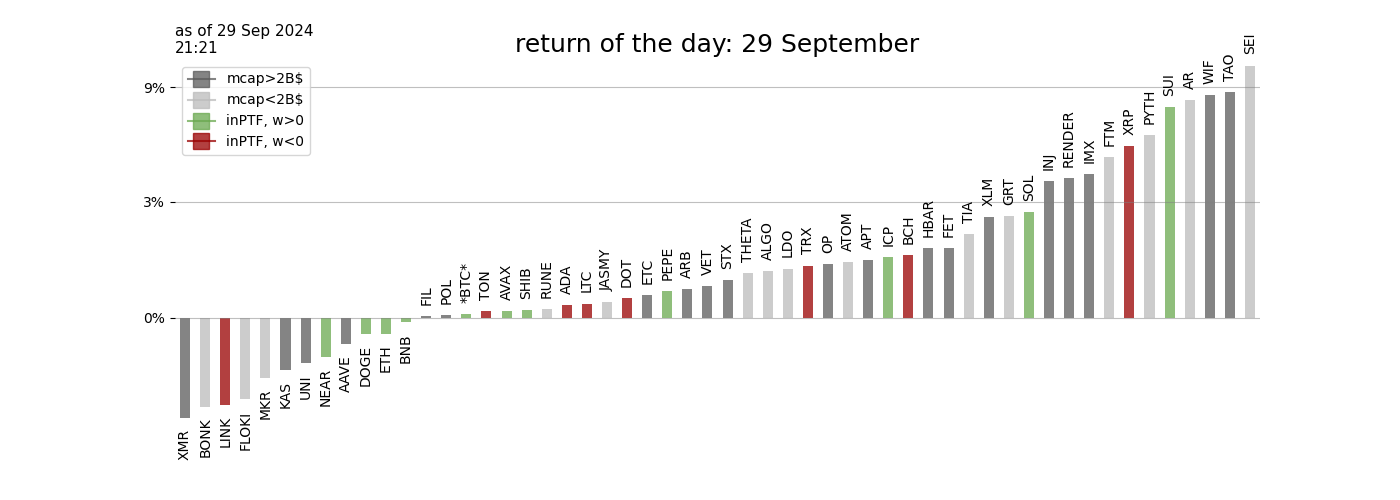 as of 29 Sep 2024
21:21
return of the day: 29 September
mcap>2B$
mcap<2B$
inPTF, w>0
inPTF, w<0
9%
3%
0%
XMR
BONK
LINK
FLOKI
MKR
KAS
UNI
NEAR
AAVE
DOGE
ETH
BNB
FIL
POL
*BTC*
TON
AVAX
SHIB
RUNE
ADA
LTC
JASMY
DOT
ETC
PEPE
ARB
VET
STX
THETA
ALGO
LDO
TRX
OP
ATOM
APT
ICP
BCH
HBAR
FET
TIA
XLM
GRT
SOL
INJ
RENDER
IMX
FTM
XRP
PYTH
SUI
AR
WIF
TAO
SEI